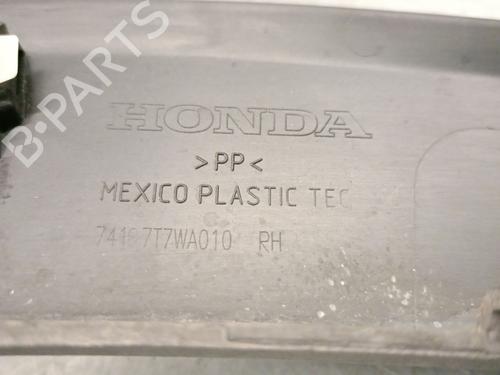 B-PARTS
HONDA
>PP<
MEXICO PLASTIC TEC
RH